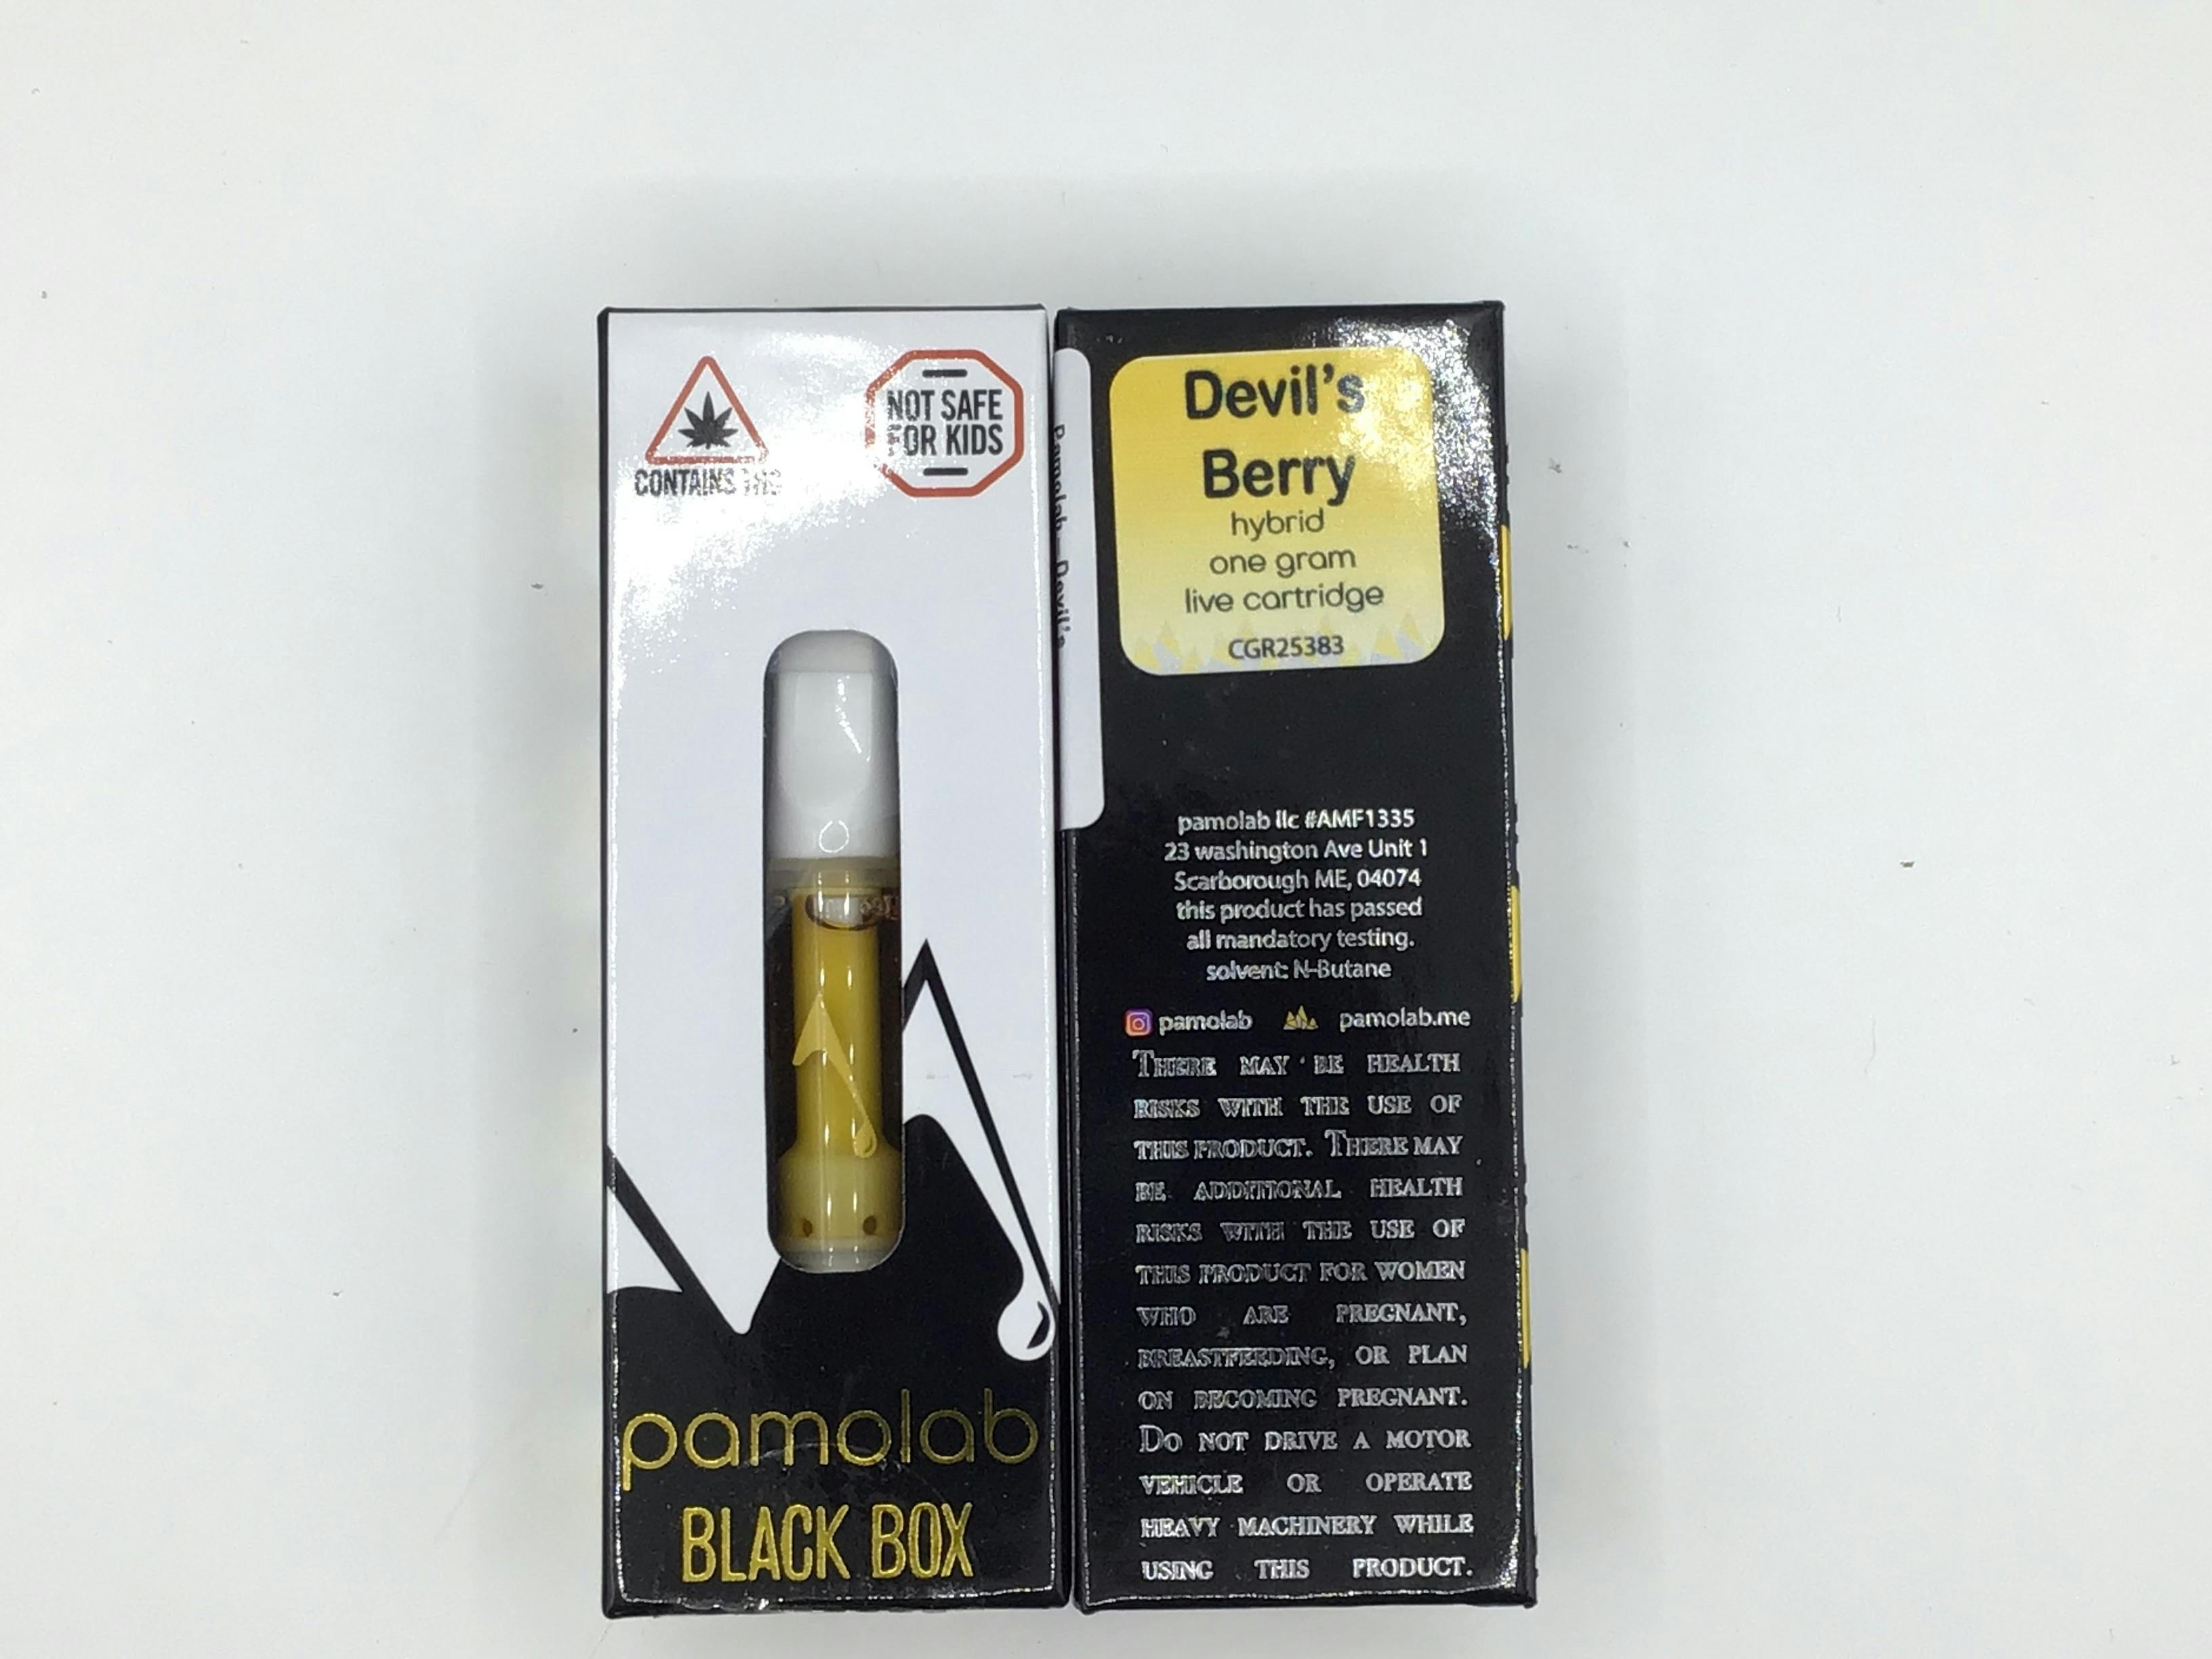 CONTAINS THC
NOT SAFE
FOR KIDS
pamolab
BLACK BOX
Pamolab - Devil's
Devil's
Berry
hybrid
one gram
live cartridge
CGR25383
pamolab llc #AMF1335
23 washington Ave Unit 1
Scarborough ME, 04074
this product has passed
all mandatory testing.
solvent: N-Butane
pamolab pamolab.me
THERE MAY BE HEALTH
RISKS WITH THE USE OF
THIS PRODUCT. THERE MAY
BE ADDITIONAL HEALTH
RISKS WITH THE USE OF
THIS PRODUCT FOR WOMEN
WHO ARE PREGNANT,
BREASTFEEDING, OR PLAN
ON BECOMING PREGNANT.
DO NOT DRIVE A MOTOR
VEHICLE OR OPERATE
HEAVY MACHINERY WHILE
USING THIS PRODUCT.